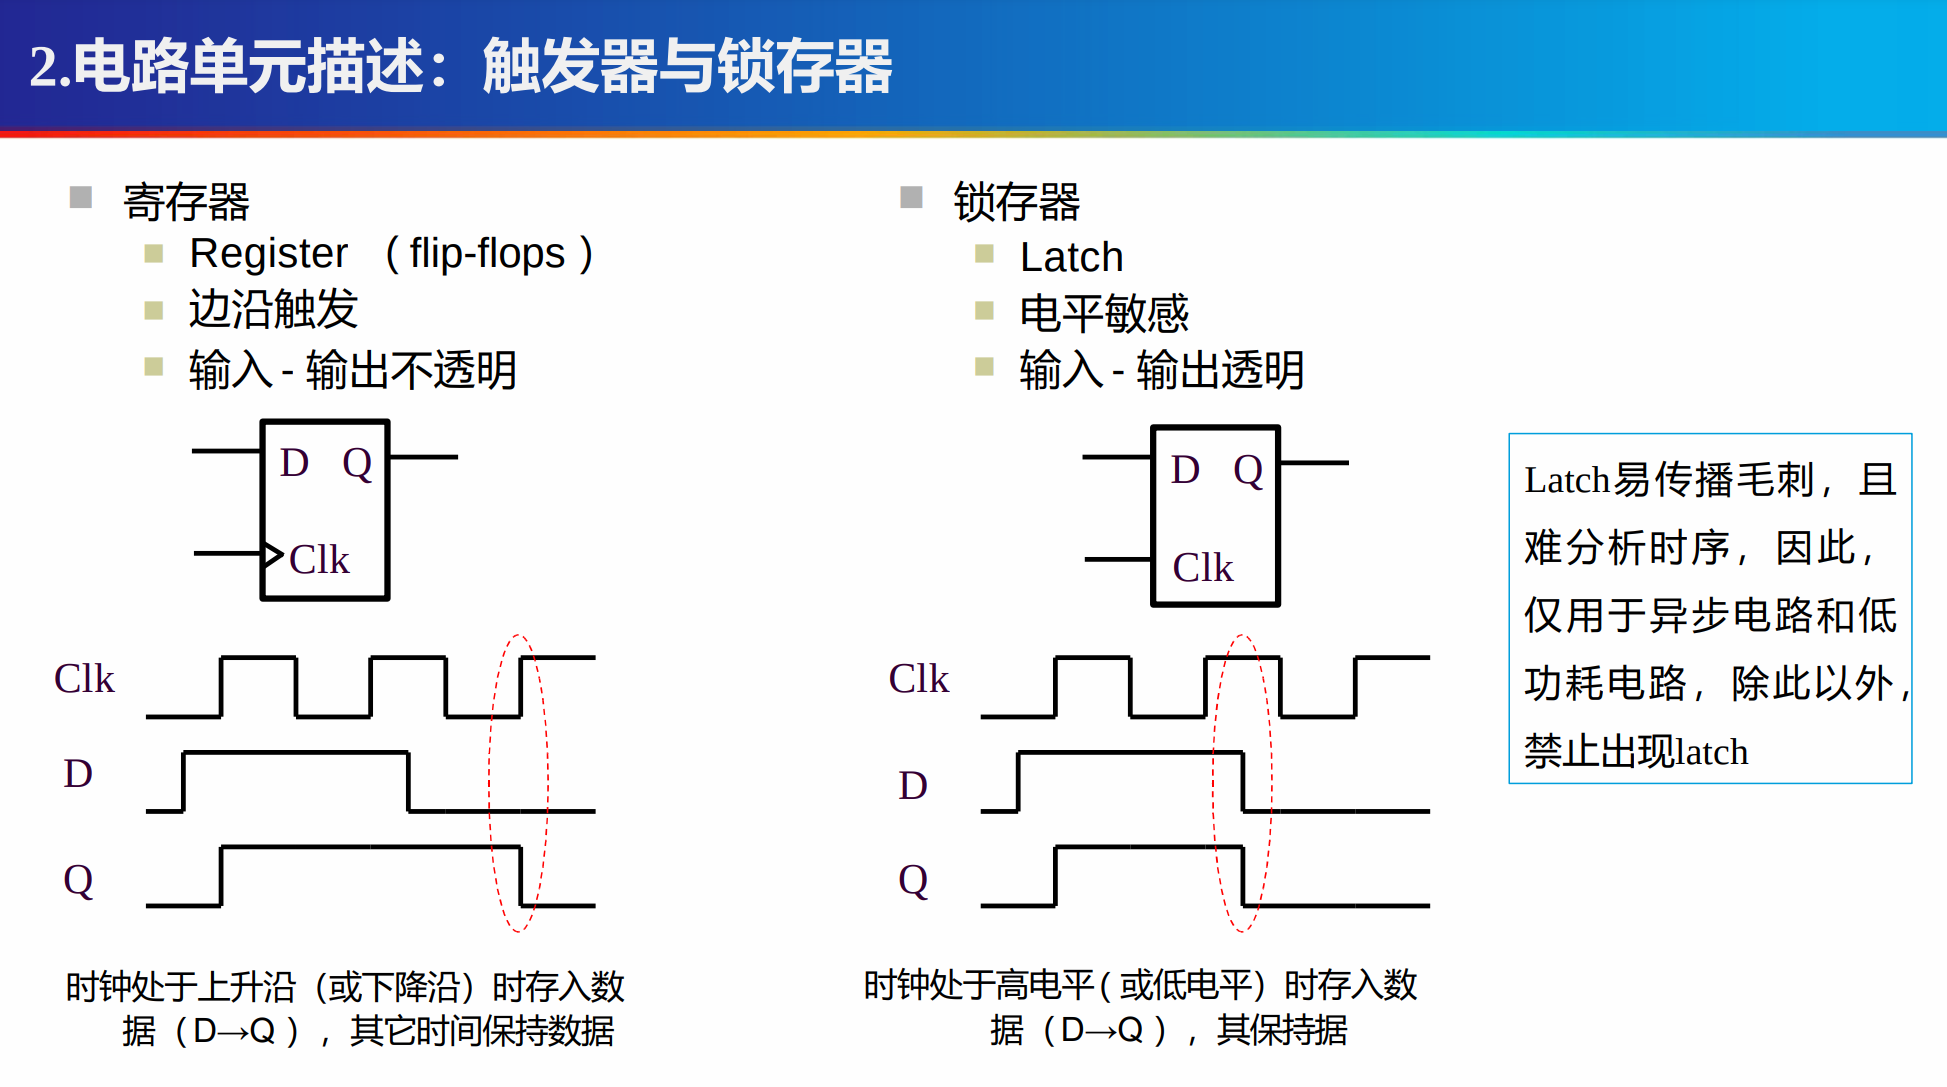 2.电路单元描述：触发器与锁存器
寄存器
Register （flip-flops ）
边沿触发
输入 - 输出不透明
D Q
Clk
Clk
D
Q
时钟处于上升沿（或下降沿）时存入数
据（D→Q ），其它时间保持数据
锁存器
Latch
电平敏感
输入 - 输出透明
D Q
Clk
Clk
D
Q
时钟处于高电平( 或低电平）时存入数
据（D→Q ），其保持据
Latch易传播毛刺，且
难分析时序，因此，
仅用于异步电路和低
功耗电路，除此以外，
禁止出现latch